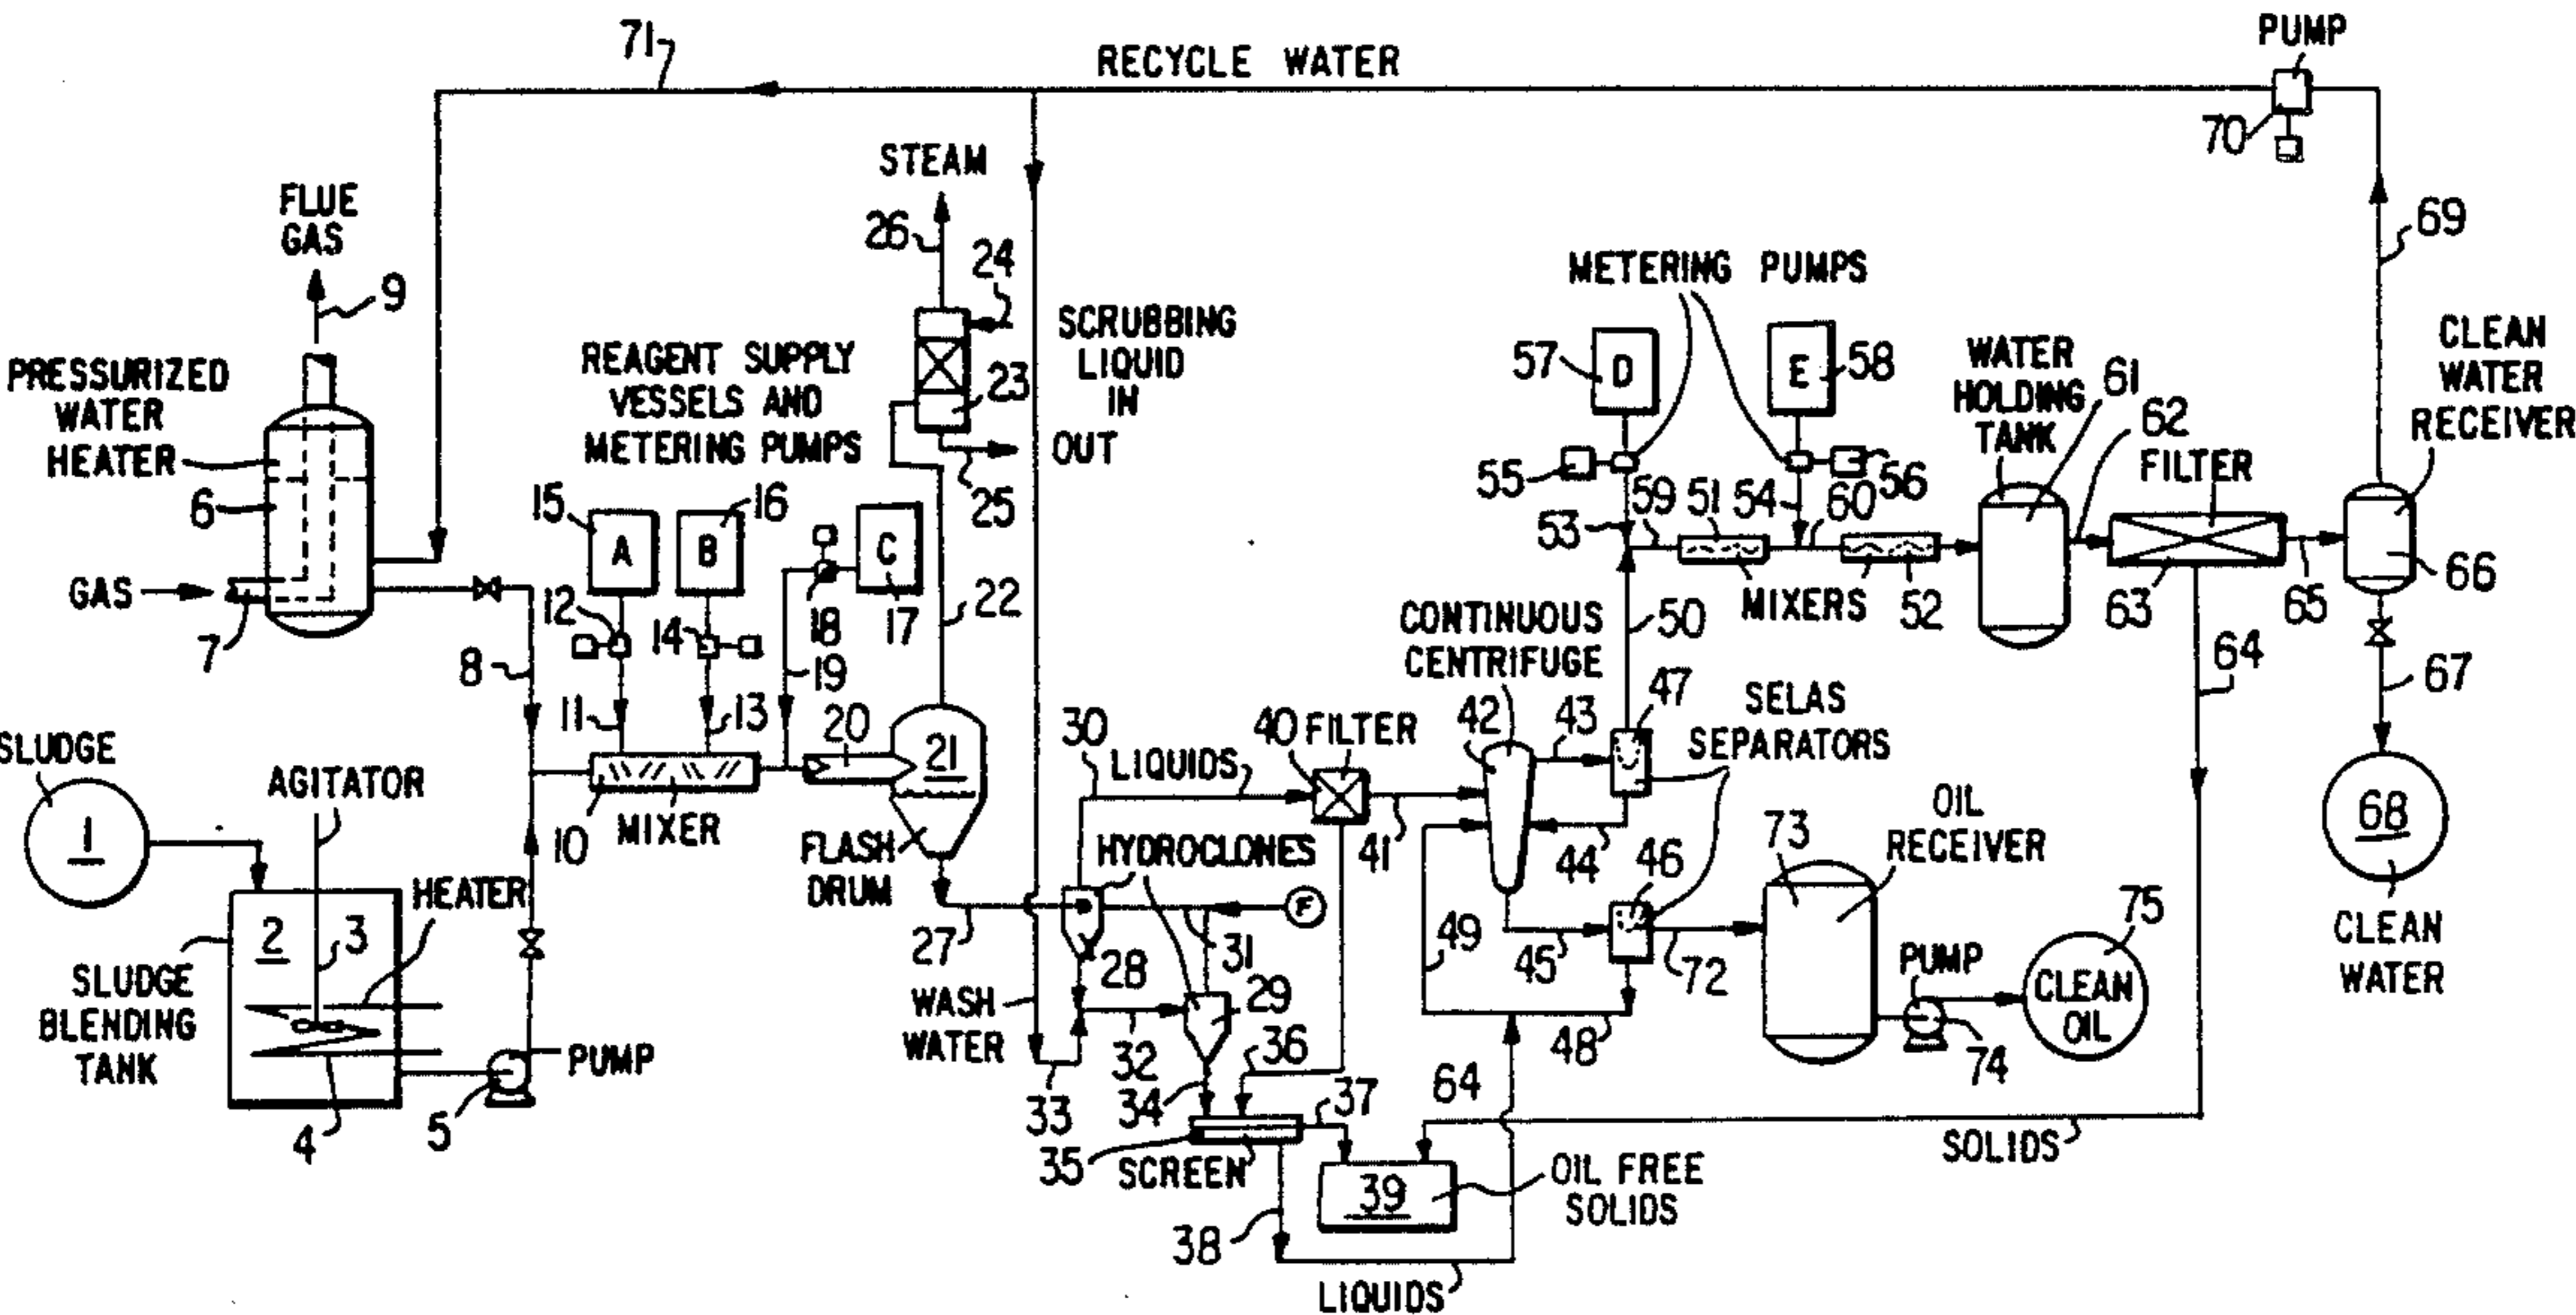 71
RECYCLE WATER
PUMP
70
STEAM
FLUE
GAS
26
24
69
9
METERING PUMPS
SCRUBBING
LIQUID
IN
CLEAN
WATER
RECEIVER
PRESSURIZED
WATER
HEATER
REAGENT SUPPLY
VESSELS AND
METERING PUMPS
23
57
D
E
58
WATER
HOLDING
TANK
61
62
FILTER
OUT
25
6
55
59
51
54
60
56
15
A
16
B
C
53
GAS
7
12
14
18
17
22
MIXERS
52
63
65
66
CONTINUOUS
CENTRIFUGE
50
8
19
64
67
11
13
20
21
30
40
FILTER
42
43
47
SELAS
SEPARATORS
SLUDGE
1
AGITATOR
LIQUIDS
10
MIXER
FLASH
DRUM
HYDROCLONES
41
44
46
73
OIL
RECEIVER
68
HEATER
F
27
28
31
49
45
72
75
CLEAN
WATER
2
3
SLUDGE
BLENDING
TANK
WASH
WATER
29
PUMP
CLEAN
OIL
PUMP
4
5
32
36
48
74
33
34
37
64
35
SCREEN
39
OIL FREE
SOLIDS
SOLIDS
38
LIQUIDS